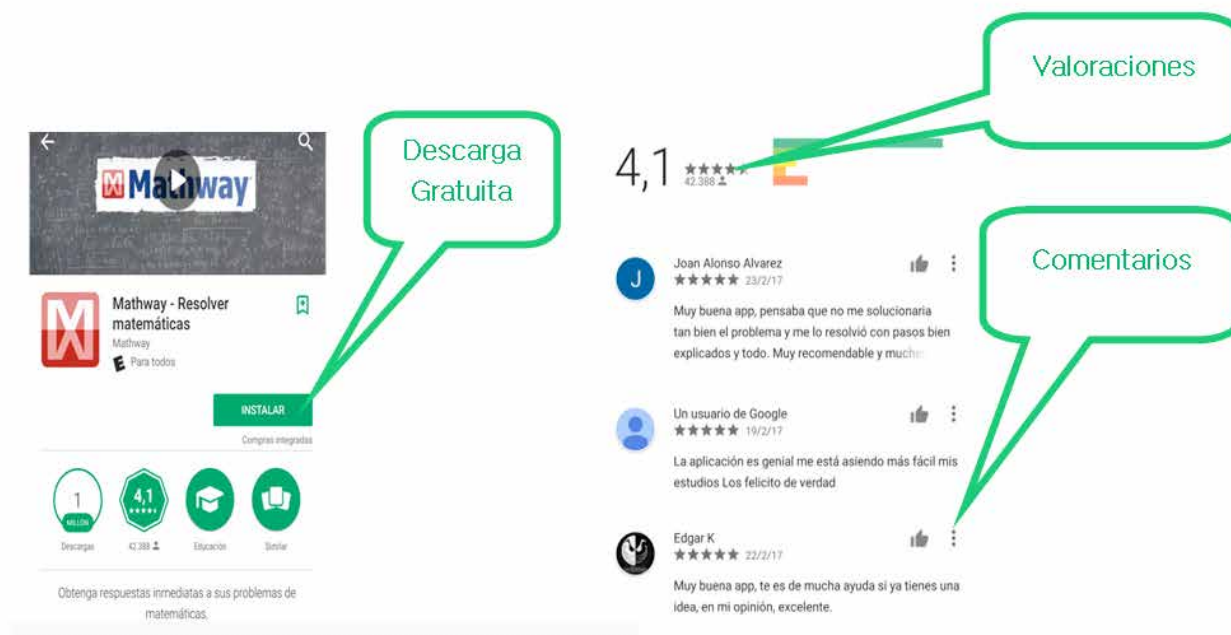 Mathway
Descarga
Gratuita
Mathway - Resolver
matemáticas
Mathway
Para todos
INSTALAR
Compras integradas
1
MILLÓN
Descargas
4,1
42.388
Educación
Similar
Obtenga respuestas inmediatas a sus problemas de
matemáticas.
Valoraciones
4,1
42.388
Comentarios
J
Joan Alonso Alvarez
23/2/17
Muy buena app, pensaba que no me solucionaria
tan bien el problema y me lo resolvió con pasos bien
explicados y todo. Muy recomendable y mucho
Un usuario de Google
19/2/17
La aplicación es genial me está asiendo más fácil mis
estudios Los felicito de verdad
Edgar K
22/2/17
Muy buena app, te es de mucha ayuda si ya tienes una
idea, en mi opinión, excelente.